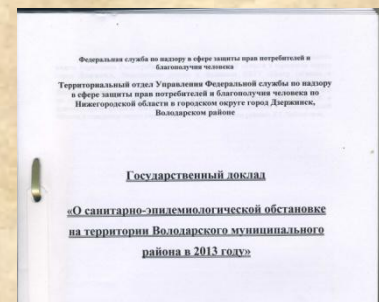 Федеральная служба по надзору в сфере защиты прав потребителей и
благополучия человека
Территориальный отдел Управления Федеральной службы по надзору
в сфере защиты прав потребителей и благополучия человека по
Нижегородской области в городском округе город Дзержинск,
Володарском районе
Государственный доклад
«О санитарно-эпидемиологической обстановке
на территории Володарского муниципального
района в 2013 году»